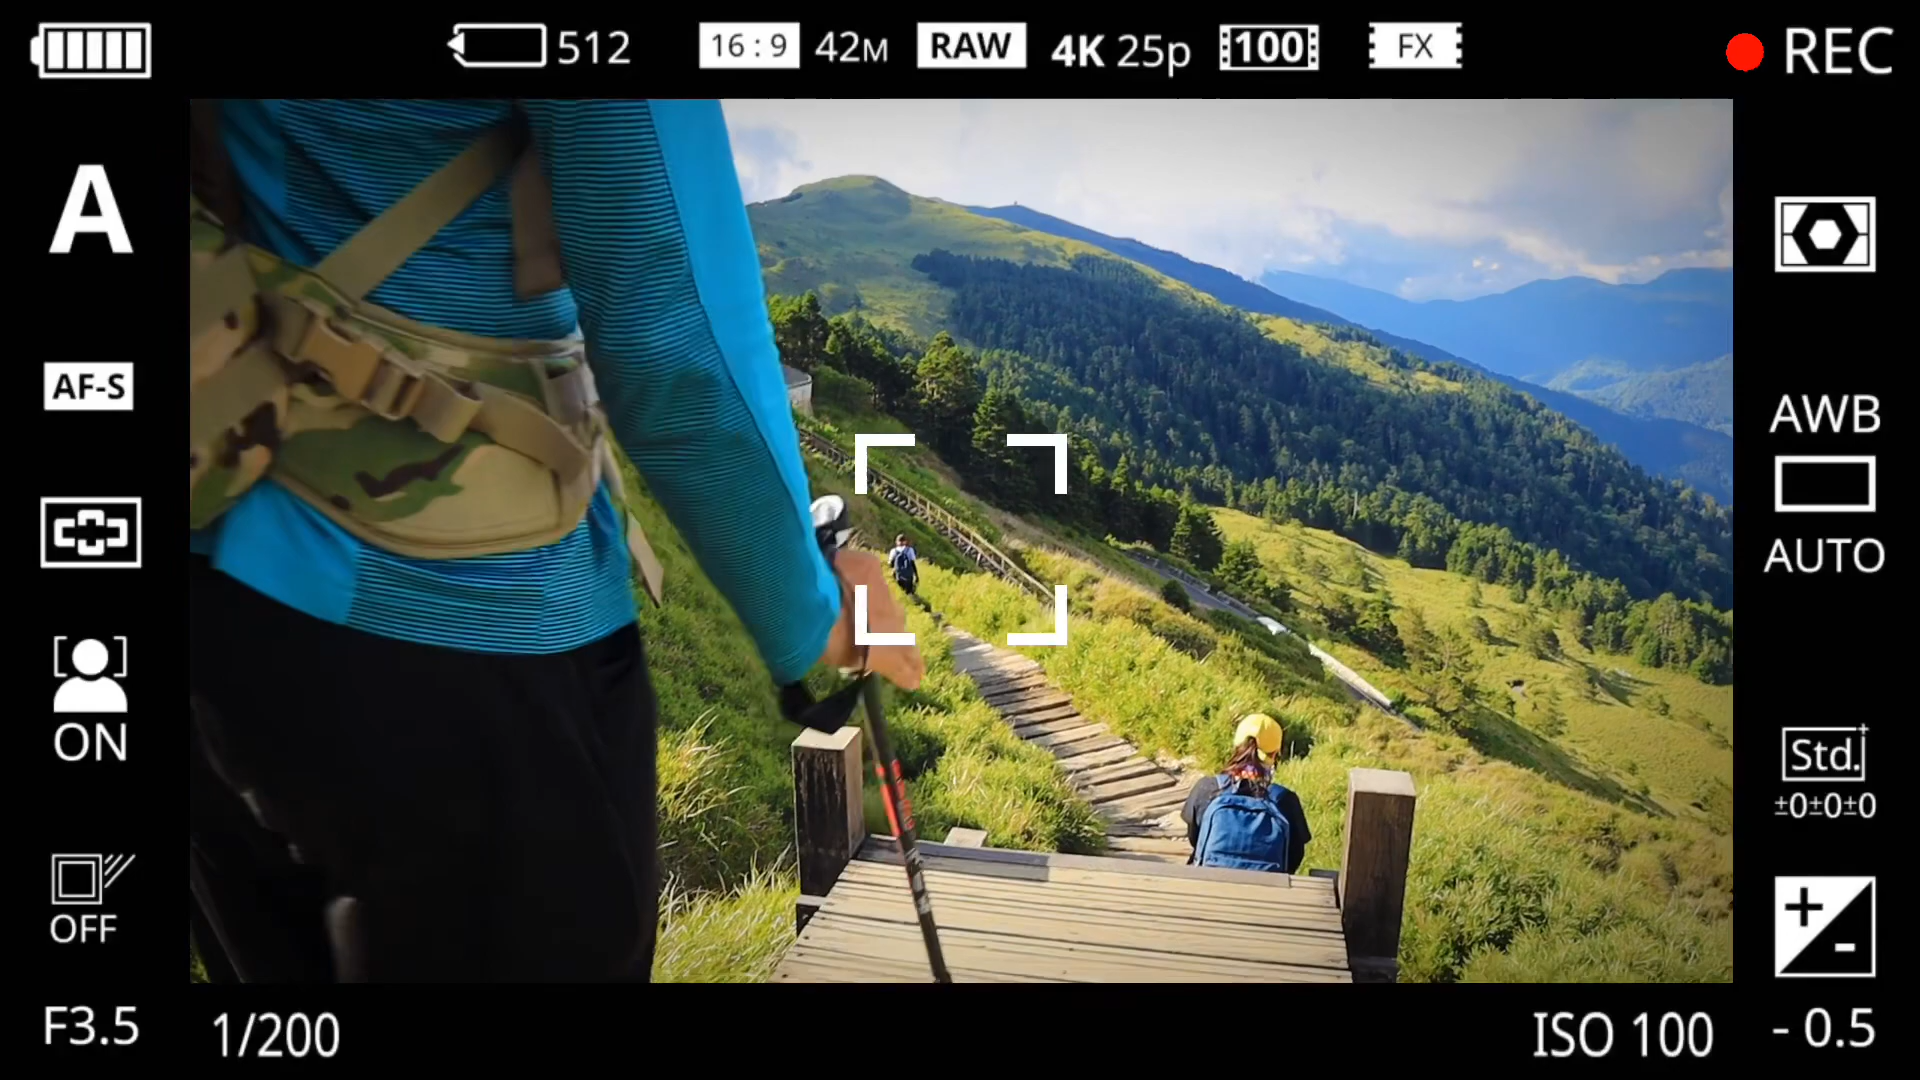 512 16:9 42M RAW 4K 25p 100 FX REC
A
AF-S
AWB
AUTO
ON
Std.+
±0±0±0
OFF
F3.5 1/200 ISO 100 - 0.5